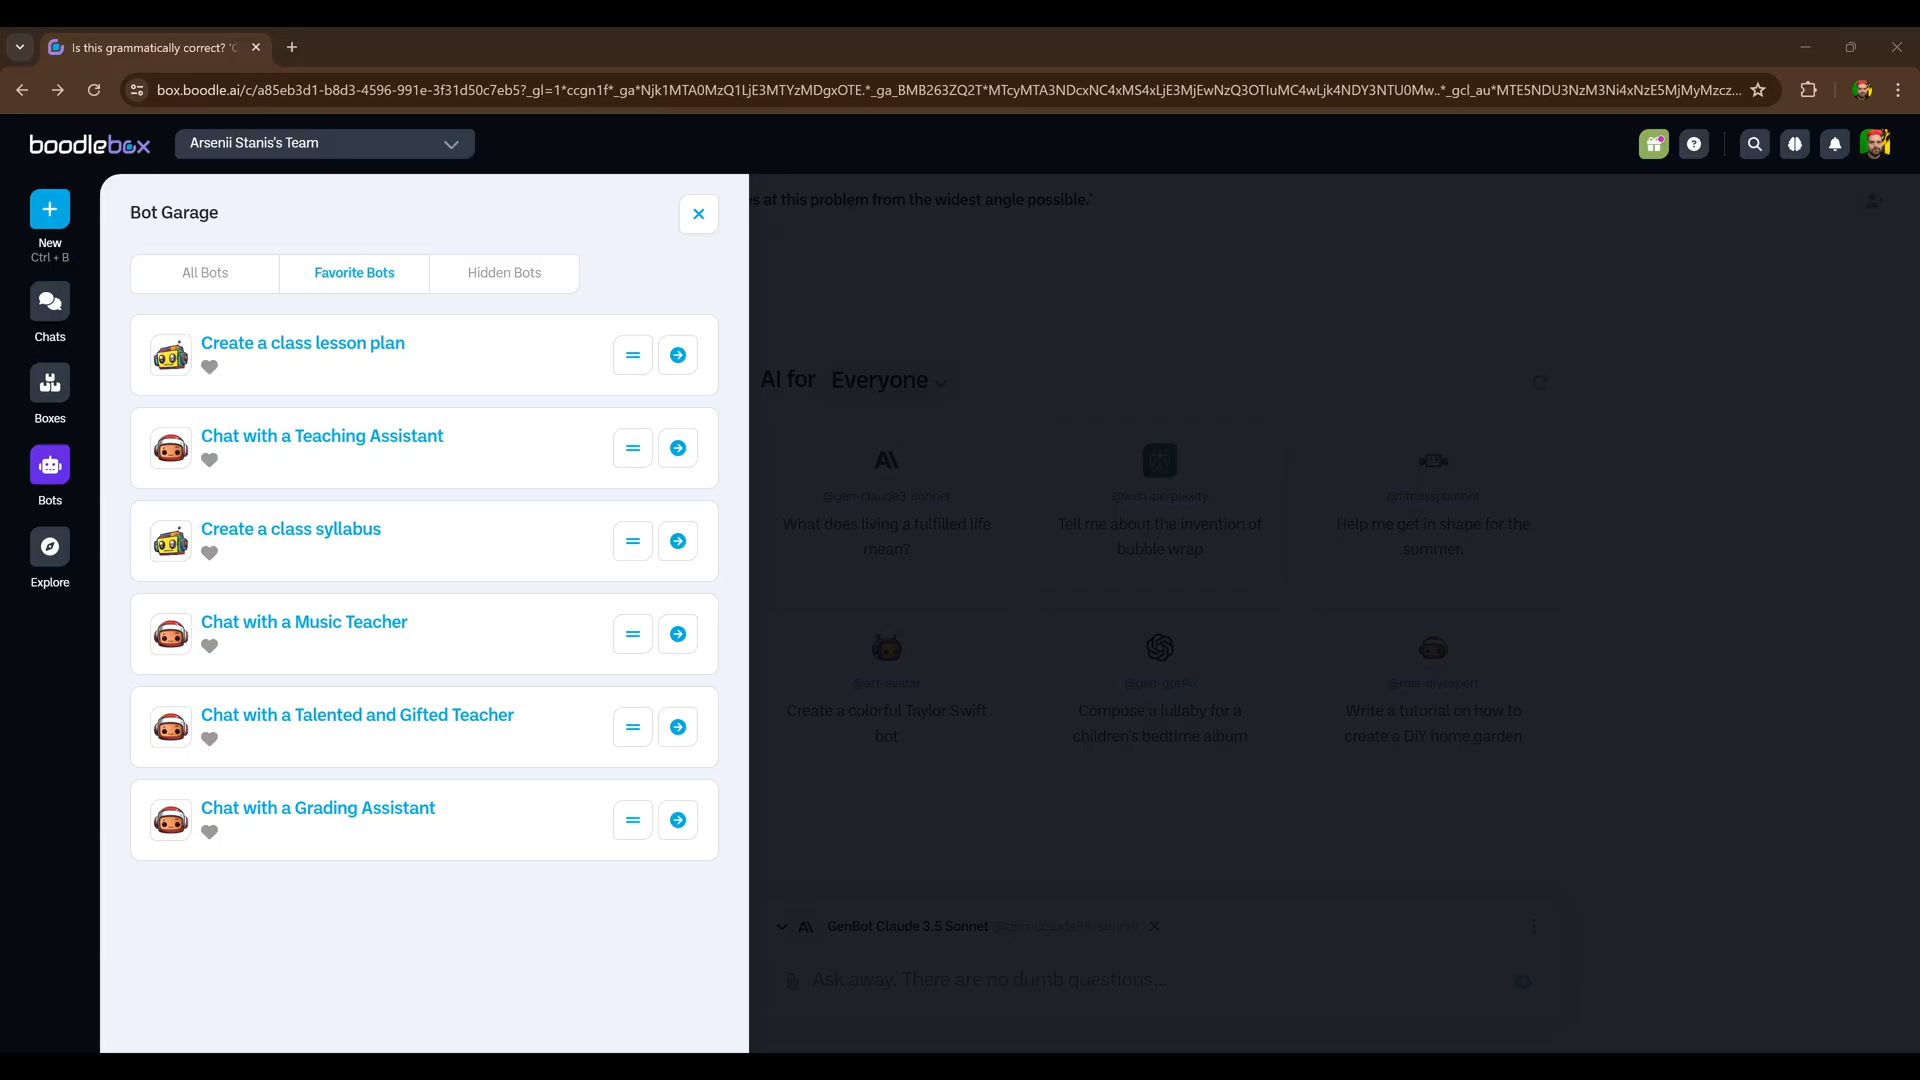 Is this grammatically correct? 'C
box.boodle.ai/c/a85eb3d1-b8d3-4596-991e-3f31d50c7eb5?_gl=1*ccgn1f*_ga*Njk1MTA0MzQ1LjE3MTYzMDgxOTE.*_ga_BMB263ZQ2T*MTcyMTA3NDcxNC4xMS4xLjE3MjEwNzQ3OTIuMC4wLjk4NDY3NTU0Mw..*_gcl_au*MTE5NDU3NzM3Ni4xNzE5MjMyMzcz...
boodlebox
Arsenii Stanis's Team
New
Ctrl + B
Chats
Boxes
Bots
Explore
Bot Garage
All Bots
Favorite Bots
Hidden Bots
Create a class lesson plan
Chat with a Teaching Assistant
Create a class syllabus
Chat with a Music Teacher
Chat with a Talented and Gifted Teacher
Chat with a Grading Assistant
s at this problem from the widest angle possible.'
AI for Everyone
@gen-claude3-sonnet
What does living a fulfilled life
mean?
@web-perplexity
Tell me about the invention of
bubble wrap
@fitnessplanbot
Help me get in shape for the
summer.
@art-avatar
Create a colorful Taylor Swift
bot
@gen-gpt4o
Compose a lullaby for a
children's bedtime album
@role-diyexpert
Write a tutorial on how to
create a DIY home garden
GenBot Claude 3.5 Sonnet @gen-claude35-sonnet
Ask away. There are no dumb questions...